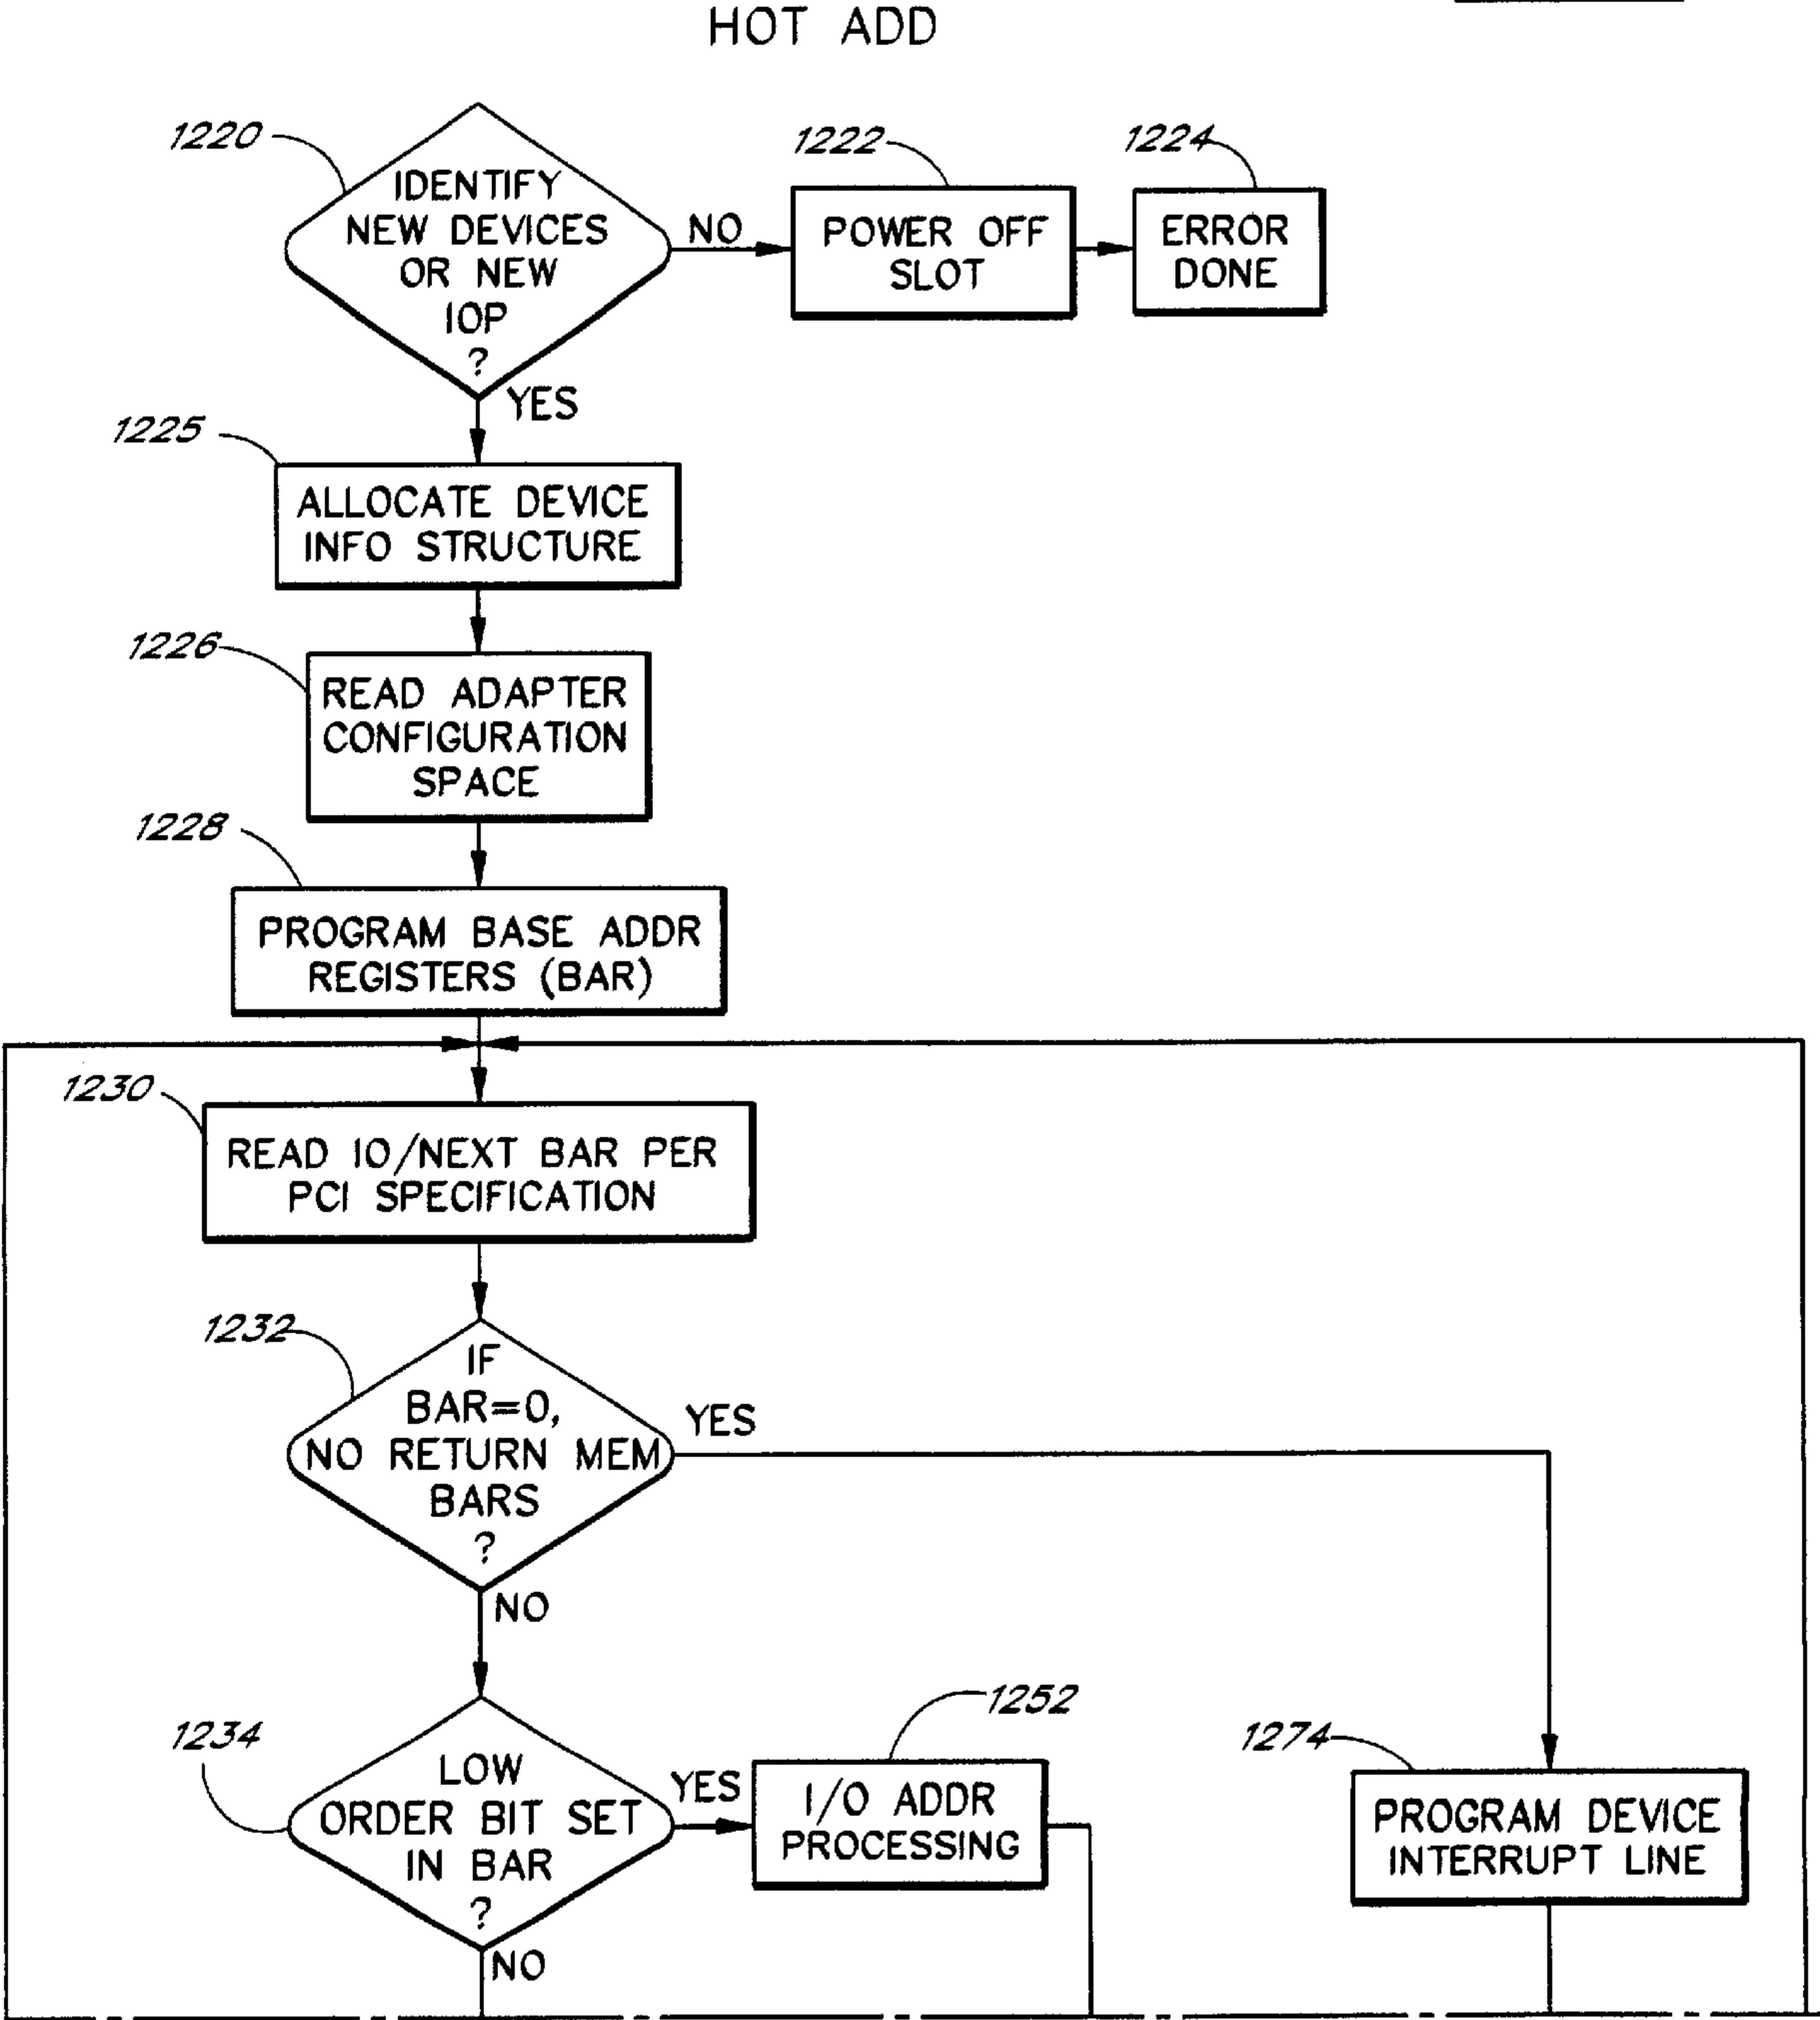 HOT ADD
1220
IDENTIFY
NEW DEVICES
OR NEW
IOP
?
NO
1222
POWER OFF
SLOT
1224
ERROR
DONE
YES
1225
ALLOCATE DEVICE
INFO STRUCTURE
1226
READ ADAPTER
CONFIGURATION
SPACE
1228
PROGRAM BASE ADDR
REGISTERS (BAR)
1230
READ IO/NEXT BAR PER
PCI SPECIFICATION
1232
IF
BAR=0,
NO RETURN MEM
BARS
?
YES
NO
1234
LOW
ORDER BIT SET
IN BAR
?
YES
1252
I/O ADDR
PROCESSING
1274
PROGRAM DEVICE
INTERRUPT LINE
NO